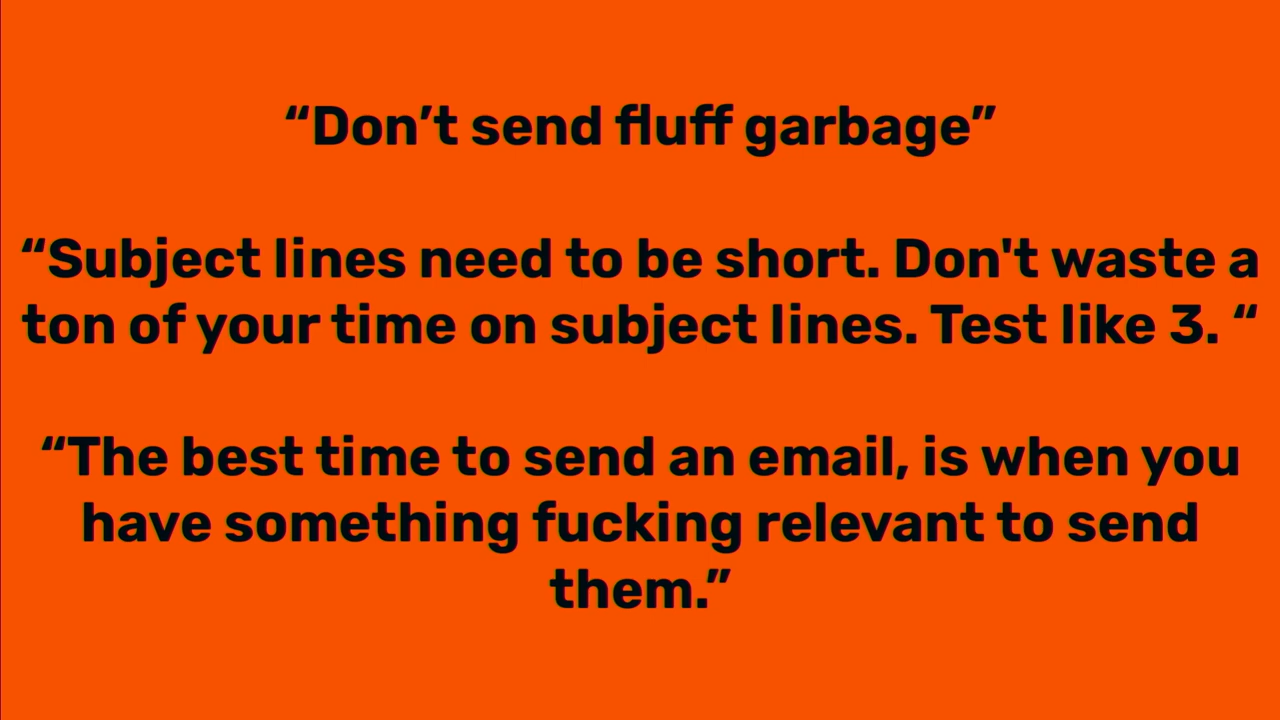 “Don’t send fluff garbage”
“Subject lines need to be short. Don't waste a
ton of your time on subject lines. Test like 3. “
“The best time to send an email, is when you
have something fucking relevant to send
them.”